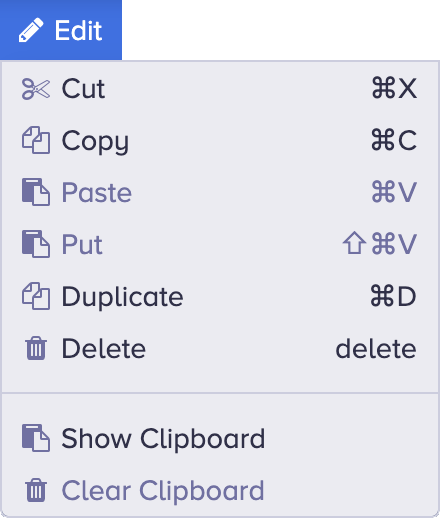 Edit
Cut ⌘X
Copy ⌘C
Paste ⌘V
Put ⇧⌘V
Duplicate ⌘D
Delete delete
Show Clipboard
Clear Clipboard